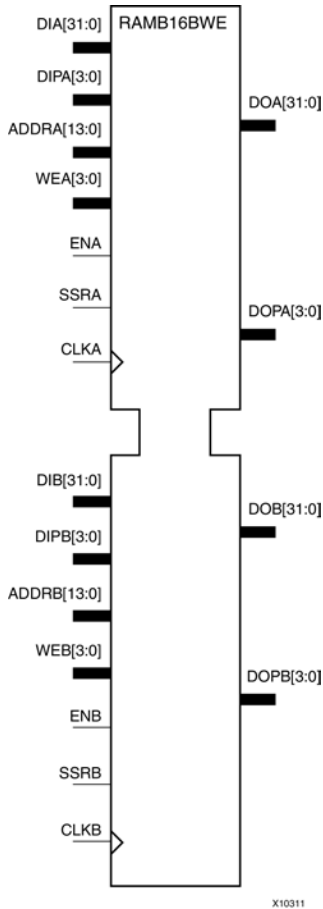 DIA[31:0]
RAMB16BWE
DIPA[3:0]
DOA[31:0]
ADDRA[13:0]
WEA[3:0]
ENA
SSRA
DOPA[3:0]
CLKA
DIB[31:0]
DOB[31:0]
DIPB[3:0]
ADDRB[13:0]
WEB[3:0]
DOPB[3:0]
ENB
SSRB
CLKB
X10311